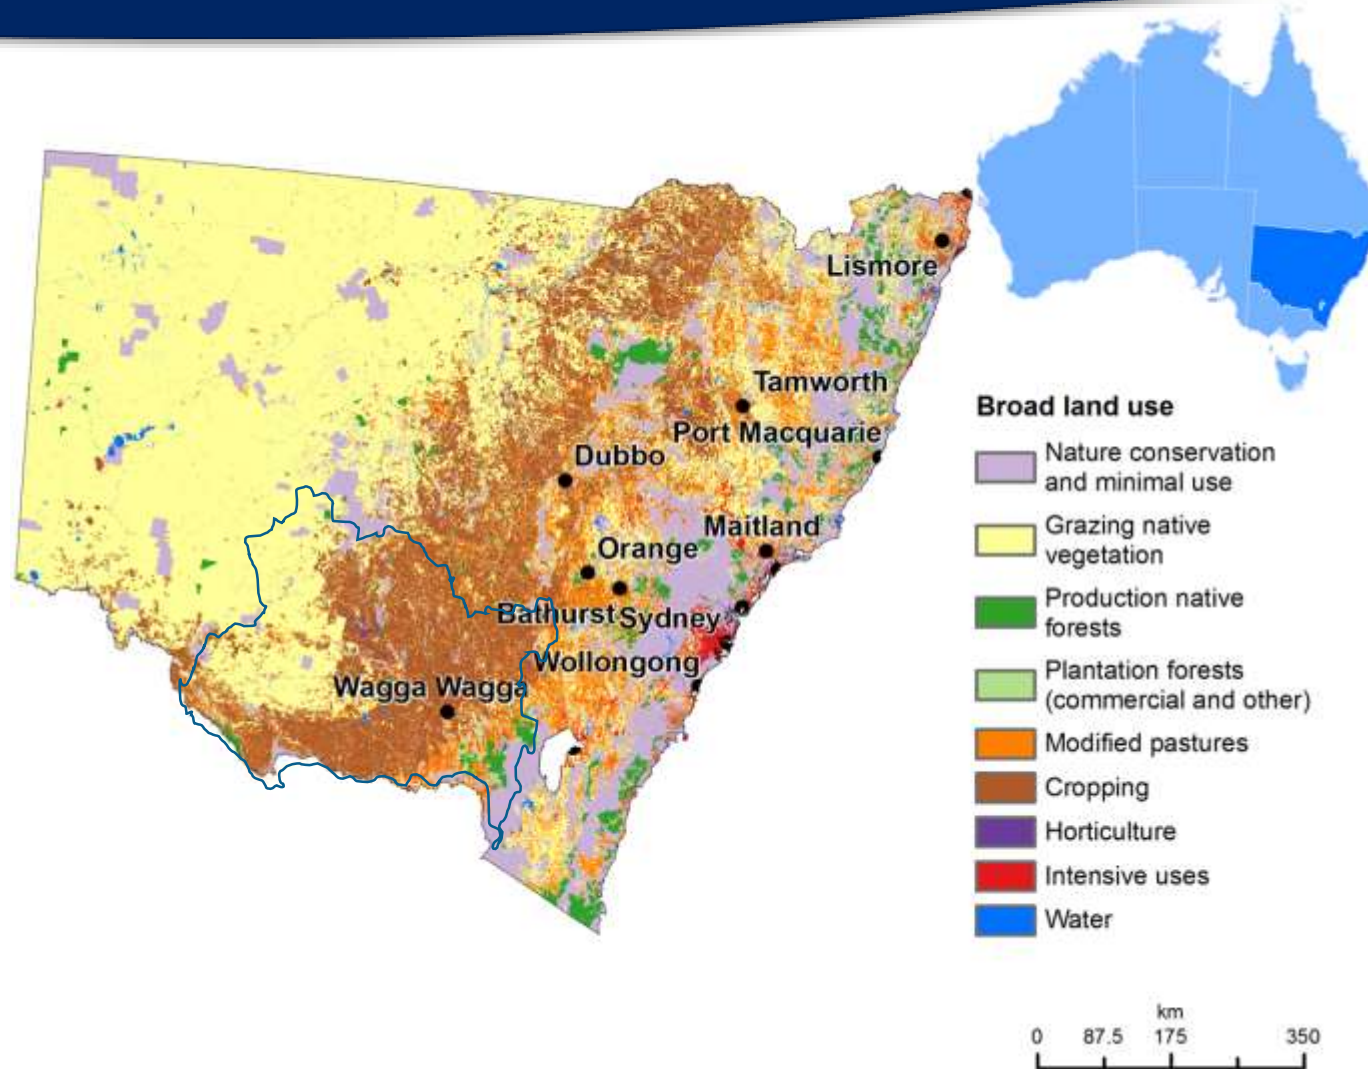 Lismore
Tamworth
Port Macquarie
Dubbo
Maitland
Orange
Bathurst
Sydney
Wollongong
Wagga Wagga
Broad land use
Nature conservation
and minimal use
Grazing native
vegetation
Production native
forests
Plantation forests
(commercial and other)
Modified pastures
Cropping
Horticulture
Intensive uses
Water
km
0 87.5 175 350